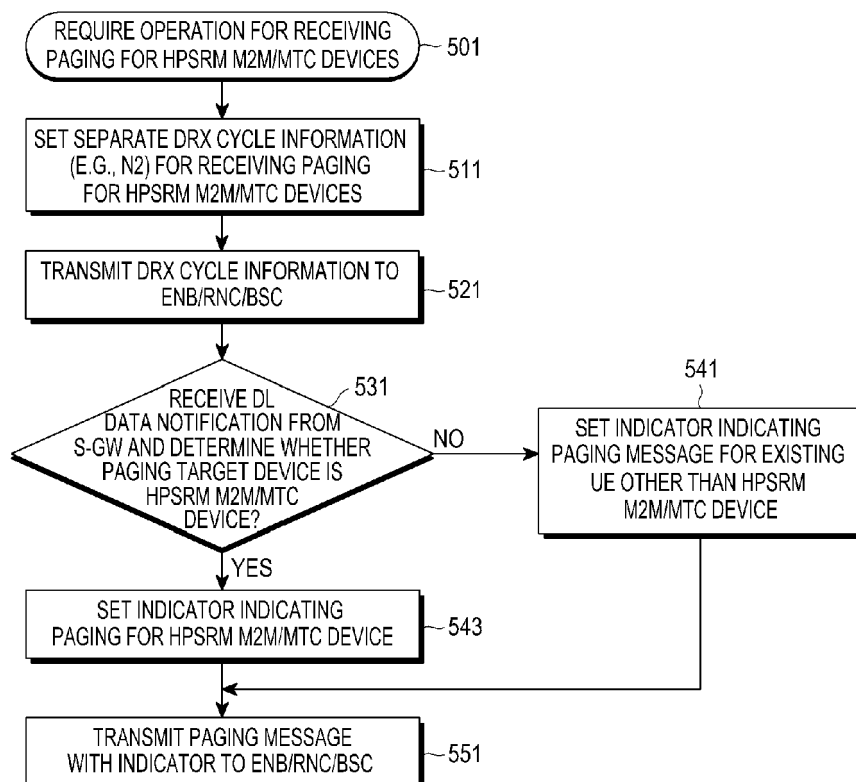 REQUIRE OPERATION FOR RECEIVING
PAGING FOR HPSRM M2M/MTC DEVICES
501
SET SEPARATE DRX CYCLE INFORMATION
(E.G., N2) FOR RECEIVING PAGING
FOR HPSRM M2M/MTC DEVICES
511
TRANSMIT DRX CYCLE INFORMATION TO
ENB/RNC/BSC
521
RECEIVE DL
DATA NOTIFICATION FROM
S-GW AND DETERMINE WHETHER
PAGING TARGET DEVICE IS
HPSRM M2M/MTC
DEVICE?
531
NO
541
SET INDICATOR INDICATING
PAGING MESSAGE FOR EXISTING
UE OTHER THAN HPSRM
M2M/MTC DEVICE
YES
SET INDICATOR INDICATING
PAGING FOR HPSRM M2M/MTC DEVICE
543
TRANSMIT PAGING MESSAGE
WITH INDICATOR TO ENB/RNC/BSC
551